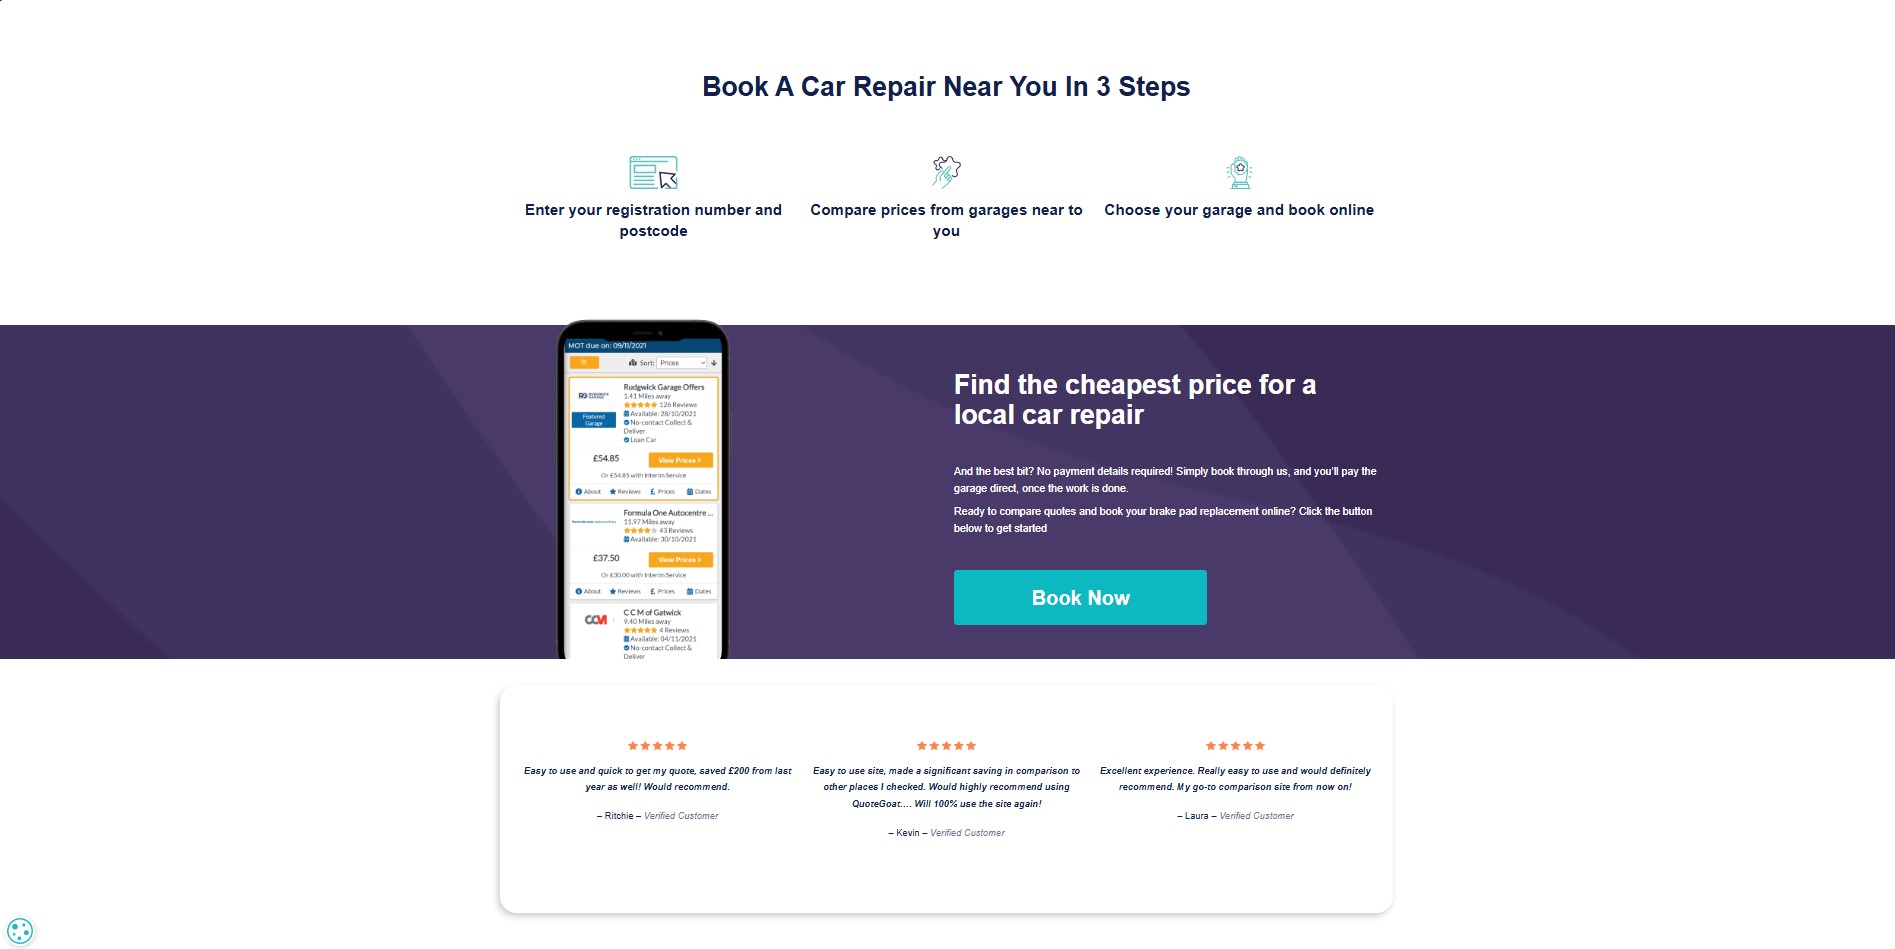 Book A Car Repair Near You In 3 Steps
Enter your registration number and
postcode
Compare prices from garages near to
you
Choose your garage and book online
MOT due on: 09/11/2021
Sort: Prices
Rudgwick Garage Offers
1.41 Miles away
126 Reviews
Featured
Garage
Available: 28/10/2021
No-contact Collect &
Deliver
Loan Car
£54.85
View Prices >
Or £54.85 with Interim Service
About
Reviews
£ Prices
Dates
Formula One Autocentre ...
11.97 Miles away
43 Reviews
Available: 30/10/2021
£37.50
View Prices >
Or £30.00 with Interim Service
About
Reviews
£ Prices
Dates
CCM
C C M of Gatwick
9.40 Miles away
4 Reviews
Available: 04/11/2021
No-contact Collect &
Deliver
Find the cheapest price for a
local car repair
And the best bit? No payment details required! Simply book through us, and you'll pay the
garage direct, once the work is done.
Ready to compare quotes and book your brake pad replacement online? Click the button
below to get started
Book Now
Easy to use and quick to get my quote, saved £200 from last
year as well! Would recommend.
– Ritchie – Verified Customer
Easy to use site, made a significant saving in comparison to
other places I checked. Would highly recommend using
QuoteGoat.... Will 100% use the site again!
– Kevin – Verified Customer
Excellent experience. Really easy to use and would definitely
recommend. My go-to comparison site from now on!
– Laura – Verified Customer